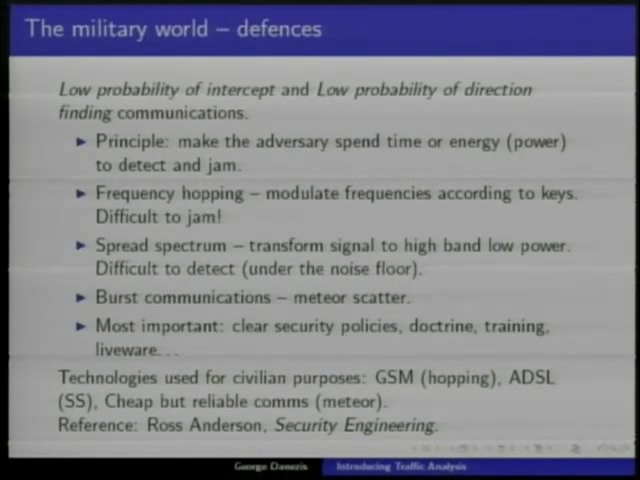 The military world – defences
Low probability of intercept and Low probability of direction
finding communications.
▶ Principle: make the adversary spend time or energy (power)
to detect and jam.
▶ Frequency hopping – modulate frequencies according to keys.
Difficult to jam!
▶ Spread spectrum – transform signal to high band low power.
Difficult to detect (under the noise floor).
▶ Burst communications – meteor scatter.
▶ Most important: clear security policies, doctrine, training,
liveware...
Technologies used for civilian purposes: GSM (hopping), ADSL
(SS), Cheap but reliable comms (meteor).
Reference: Ross Anderson, Security Engineering.
George Danezis Introducing Traffic Analysis